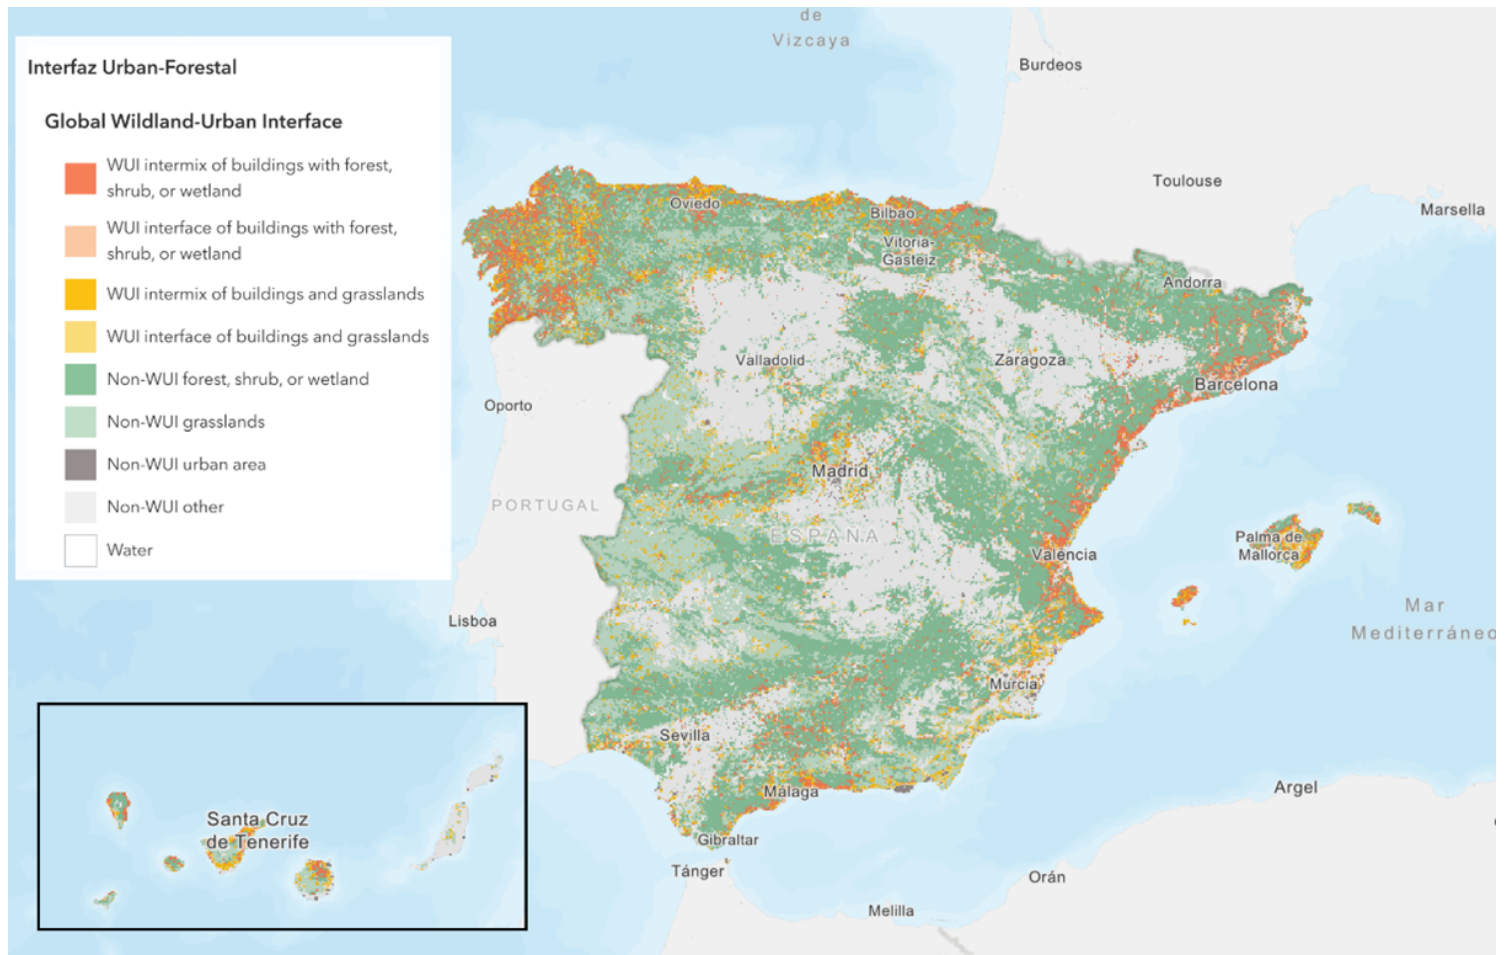 Interfaz Urban-Forestal
Global Wildland-Urban Interface
WUI intermix of buildings with forest,
shrub, or wetland
WUI interface of buildings with forest,
shrub, or wetland
WUI intermix of buildings and grasslands
WUI interface of buildings and grasslands
Non-WUI forest, shrub, or wetland
Non-WUI grasslands
Non-WUI urban area
Non-WUI other
Water
de
Vizcaya
Burdeos
Toulouse
Marsella
Oviedo
Bilbao
Vitoria-
Gasteiz
Andorra
Valladolid
Zaragoza
Barcelona
Oporto
Madrid
PORTUGAL
ESPAÑA
Valencia
Palma de
Mallorca
Mar
Mediterráneo
Lisboa
Murcia
Sevilla
Málaga
Argel
Gibraltar
Tánger
Orán
Melilla
Santa Cruz
de Tenerife